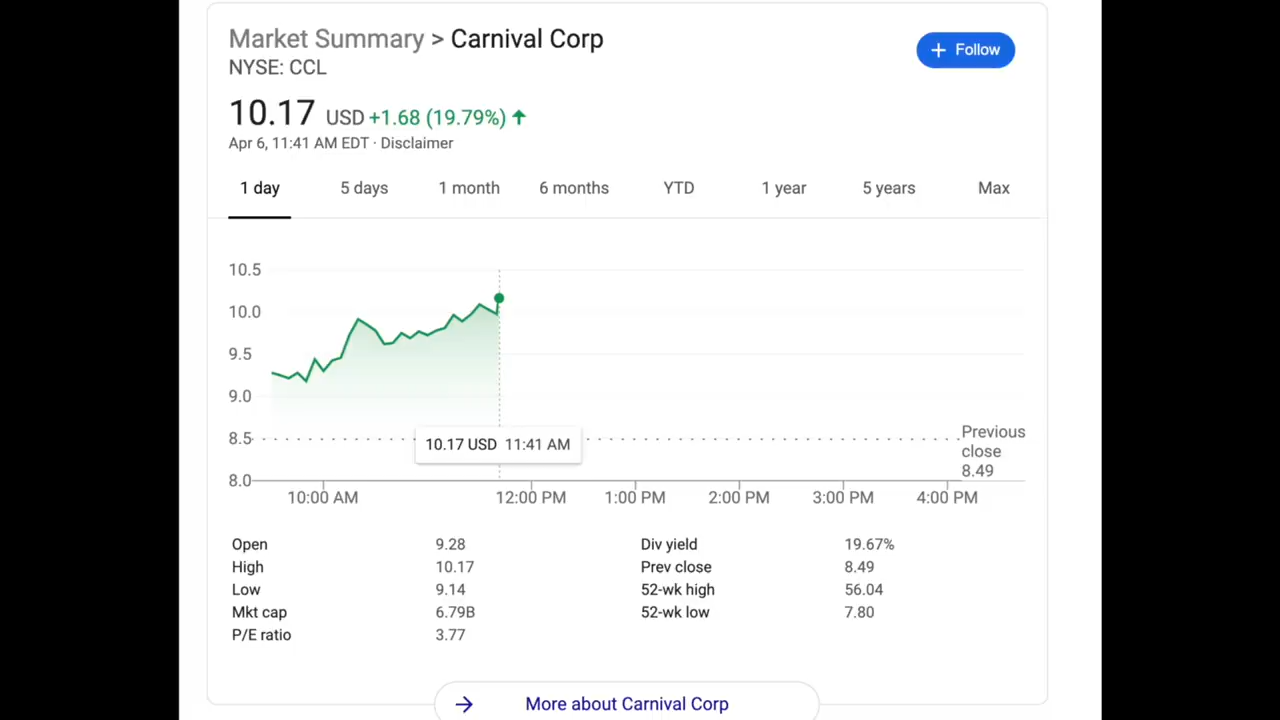 Market Summary > Carnival Corp
NYSE: CCL
+ Follow
10.17 USD +1.68 (19.79%) ↑
Apr 6, 11:41 AM EDT · Disclaimer
1 day 5 days 1 month 6 months YTD 1 year 5 years Max
10.5
10.0
9.5
9.0
8.5
8.0
10.17 USD 11:41 AM
Previous
close
8.49
10:00 AM 12:00 PM 1:00 PM 2:00 PM 3:00 PM 4:00 PM
Open 9.28 Div yield 19.67%
High 10.17 Prev close 8.49
Low 9.14 52-wk high 56.04
Mkt cap 6.79B 52-wk low 7.80
P/E ratio 3.77
→ More about Carnival Corp